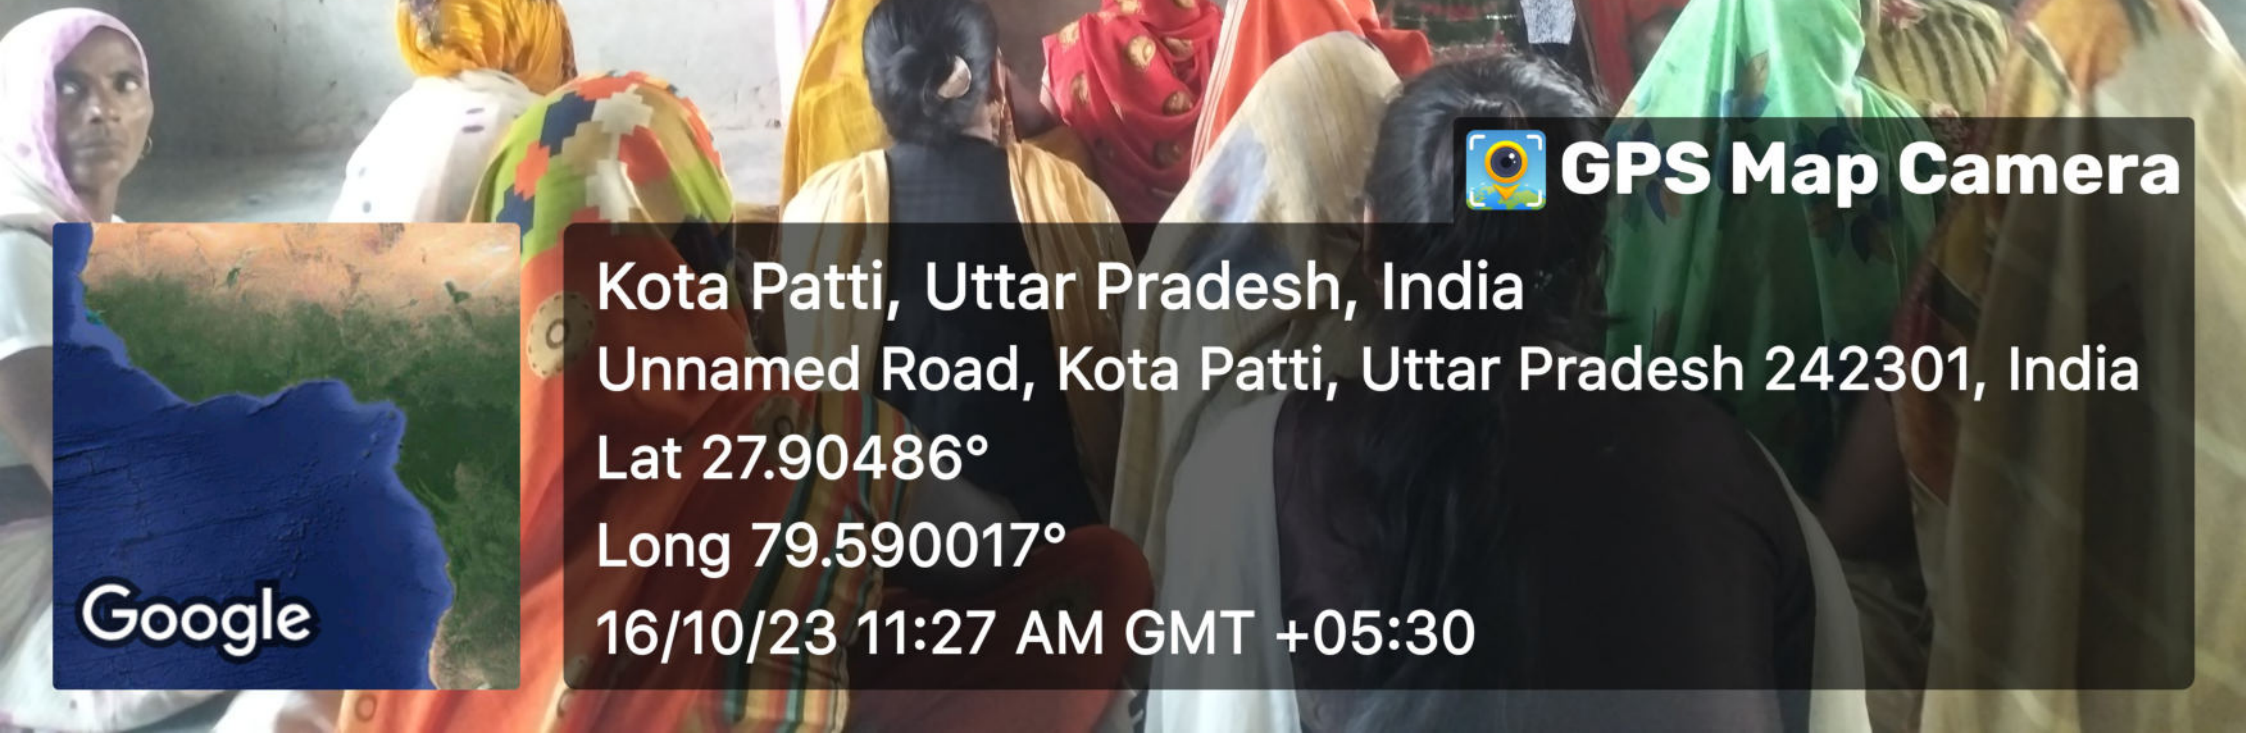 GPS Map Camera
Kota Patti, Uttar Pradesh, India
Unnamed Road, Kota Patti, Uttar Pradesh 242301, India
Lat 27.90486°
Long 79.590017°
16/10/23 11:27 AM GMT +05:30
Google